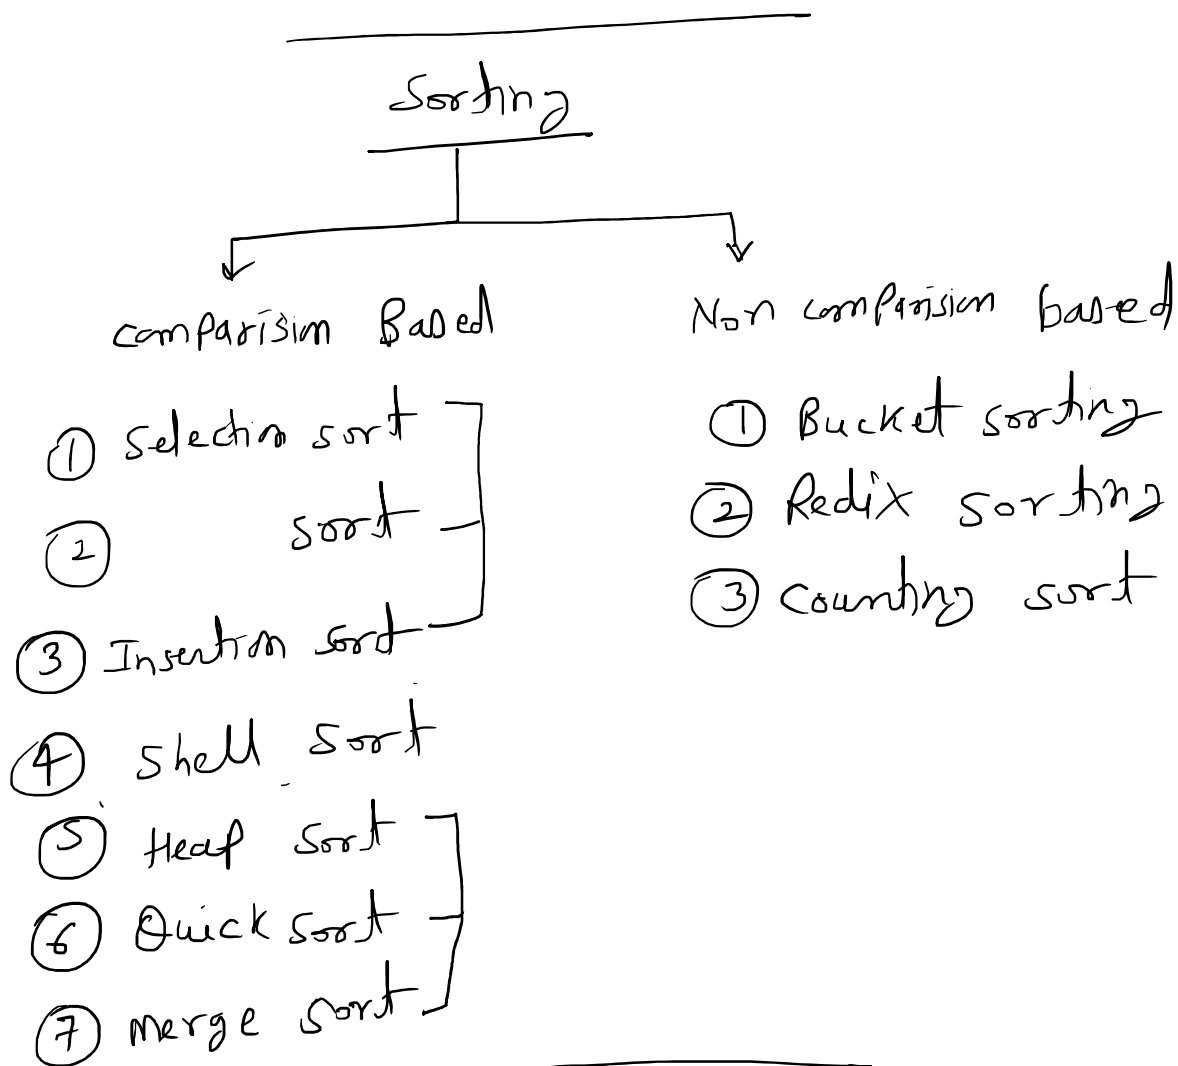 Sorting
Comparision Based
① Selection sort
② sort
③ Insertion sort
④ Shell sort
⑤ Heap sort
⑥ Quick sort
⑦ Merge sort
Non comparision based
① Bucket sorting
② Redix sorting
③ Counting sort